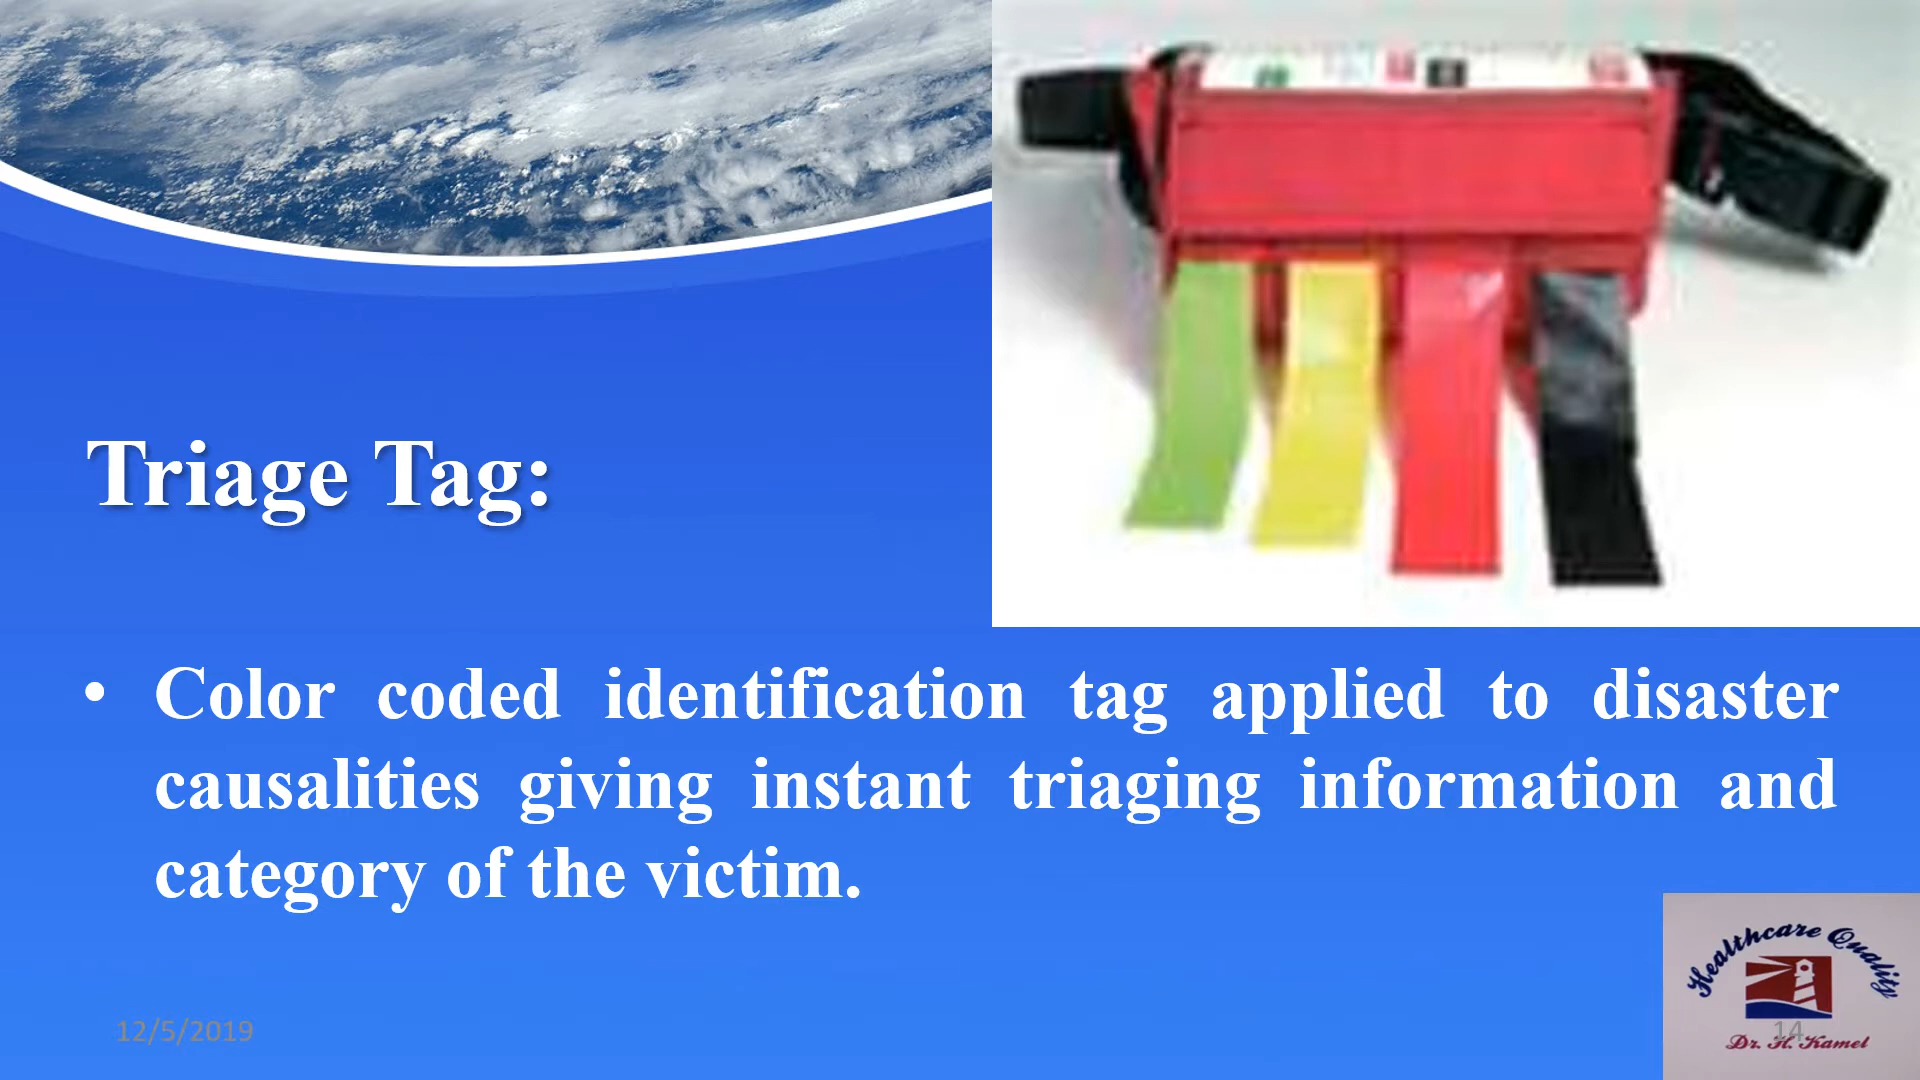 Triage Tag:
• Color coded identification tag applied to disaster
causalities giving instant triaging information and
category of the victim.
Healthcare Quality
Dr. H. Kamel
12/5/2019
14